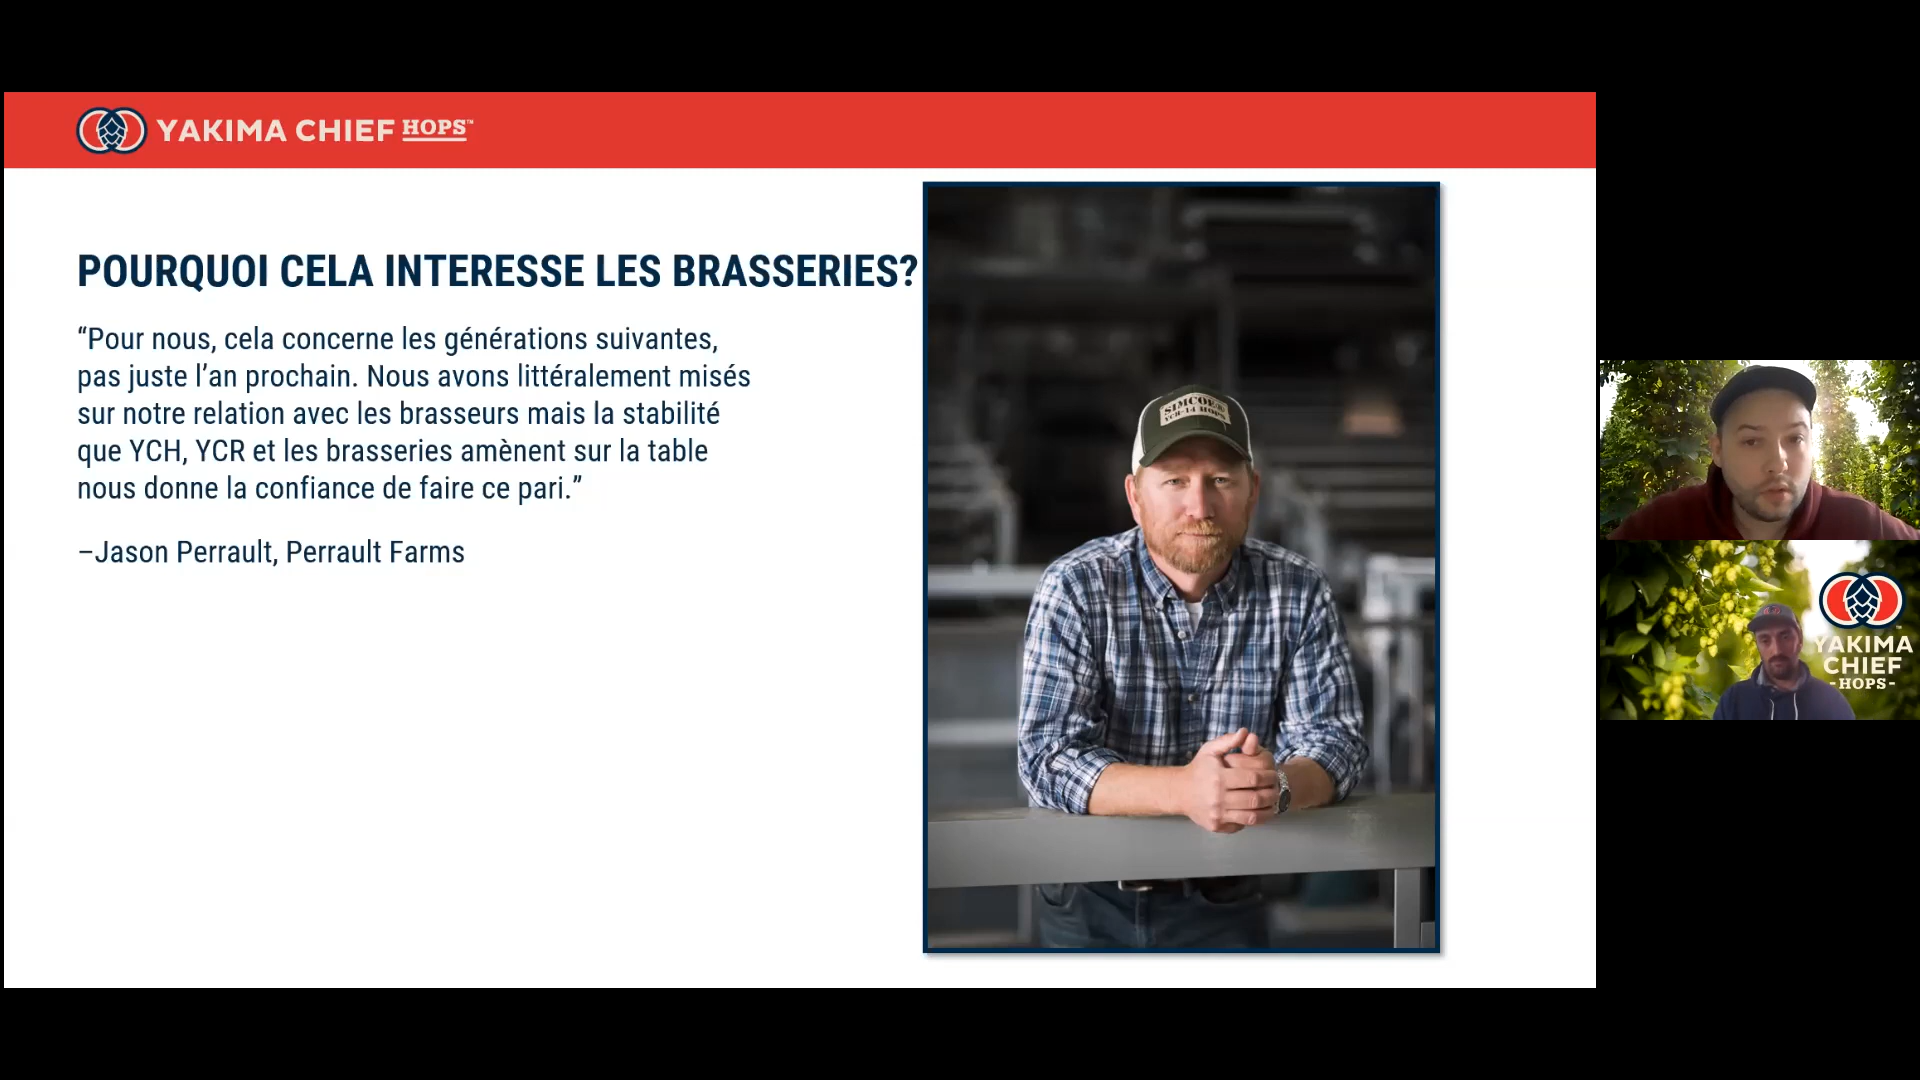 YAKIMA CHIEF HOPS™
POURQUOI CELA INTERESSE LES BRASSERIES?
“Pour nous, cela concerne les générations suivantes,
pas juste l’an prochain. Nous avons littéralement misés
sur notre relation avec les brasseurs mais la stabilité
que YCH, YCR et les brasseries amènent sur la table
nous donne la confiance de faire ce pari.”
–Jason Perrault, Perrault Farms
SIMCOE®
YCR-14 HOPS
YAKIMA
CHIEF
-HOPS-